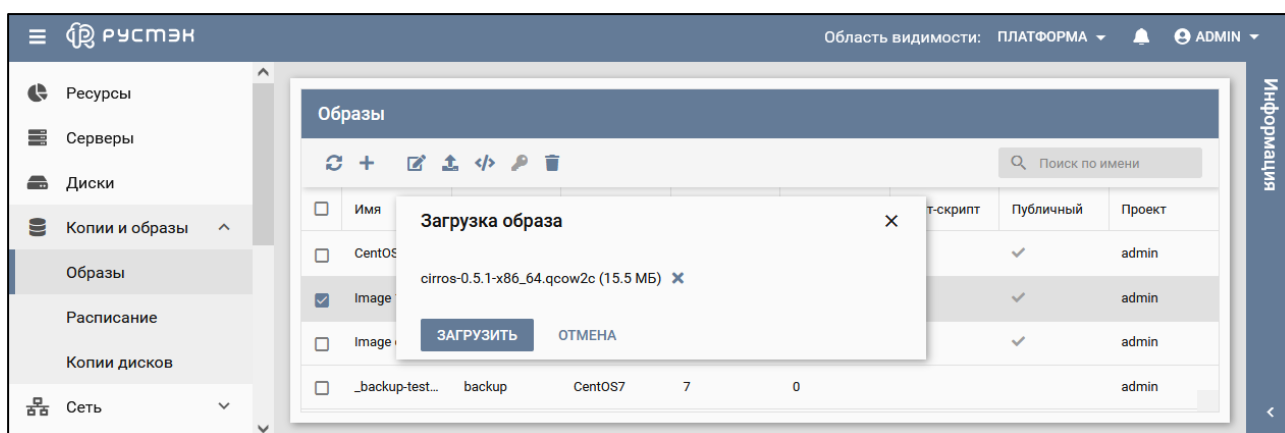 РУСТЭК
Область видимости: ПЛАТФОРМА
ADMIN
Информация
Ресурсы
Серверы
Диски
Копии и образы
Образы
Расписание
Копии дисков
Сеть
Образы
Поиск по имени
Имя т-скрипт Публичный Проект
CentOS admin
Image admin
Image admin
_backup-test... backup CentOS7 7 0 admin
Загрузка образа
cirros-0.5.1-x86_64.qcow2c (15.5 МБ)
ЗАГРУЗИТЬ ОТМЕНА